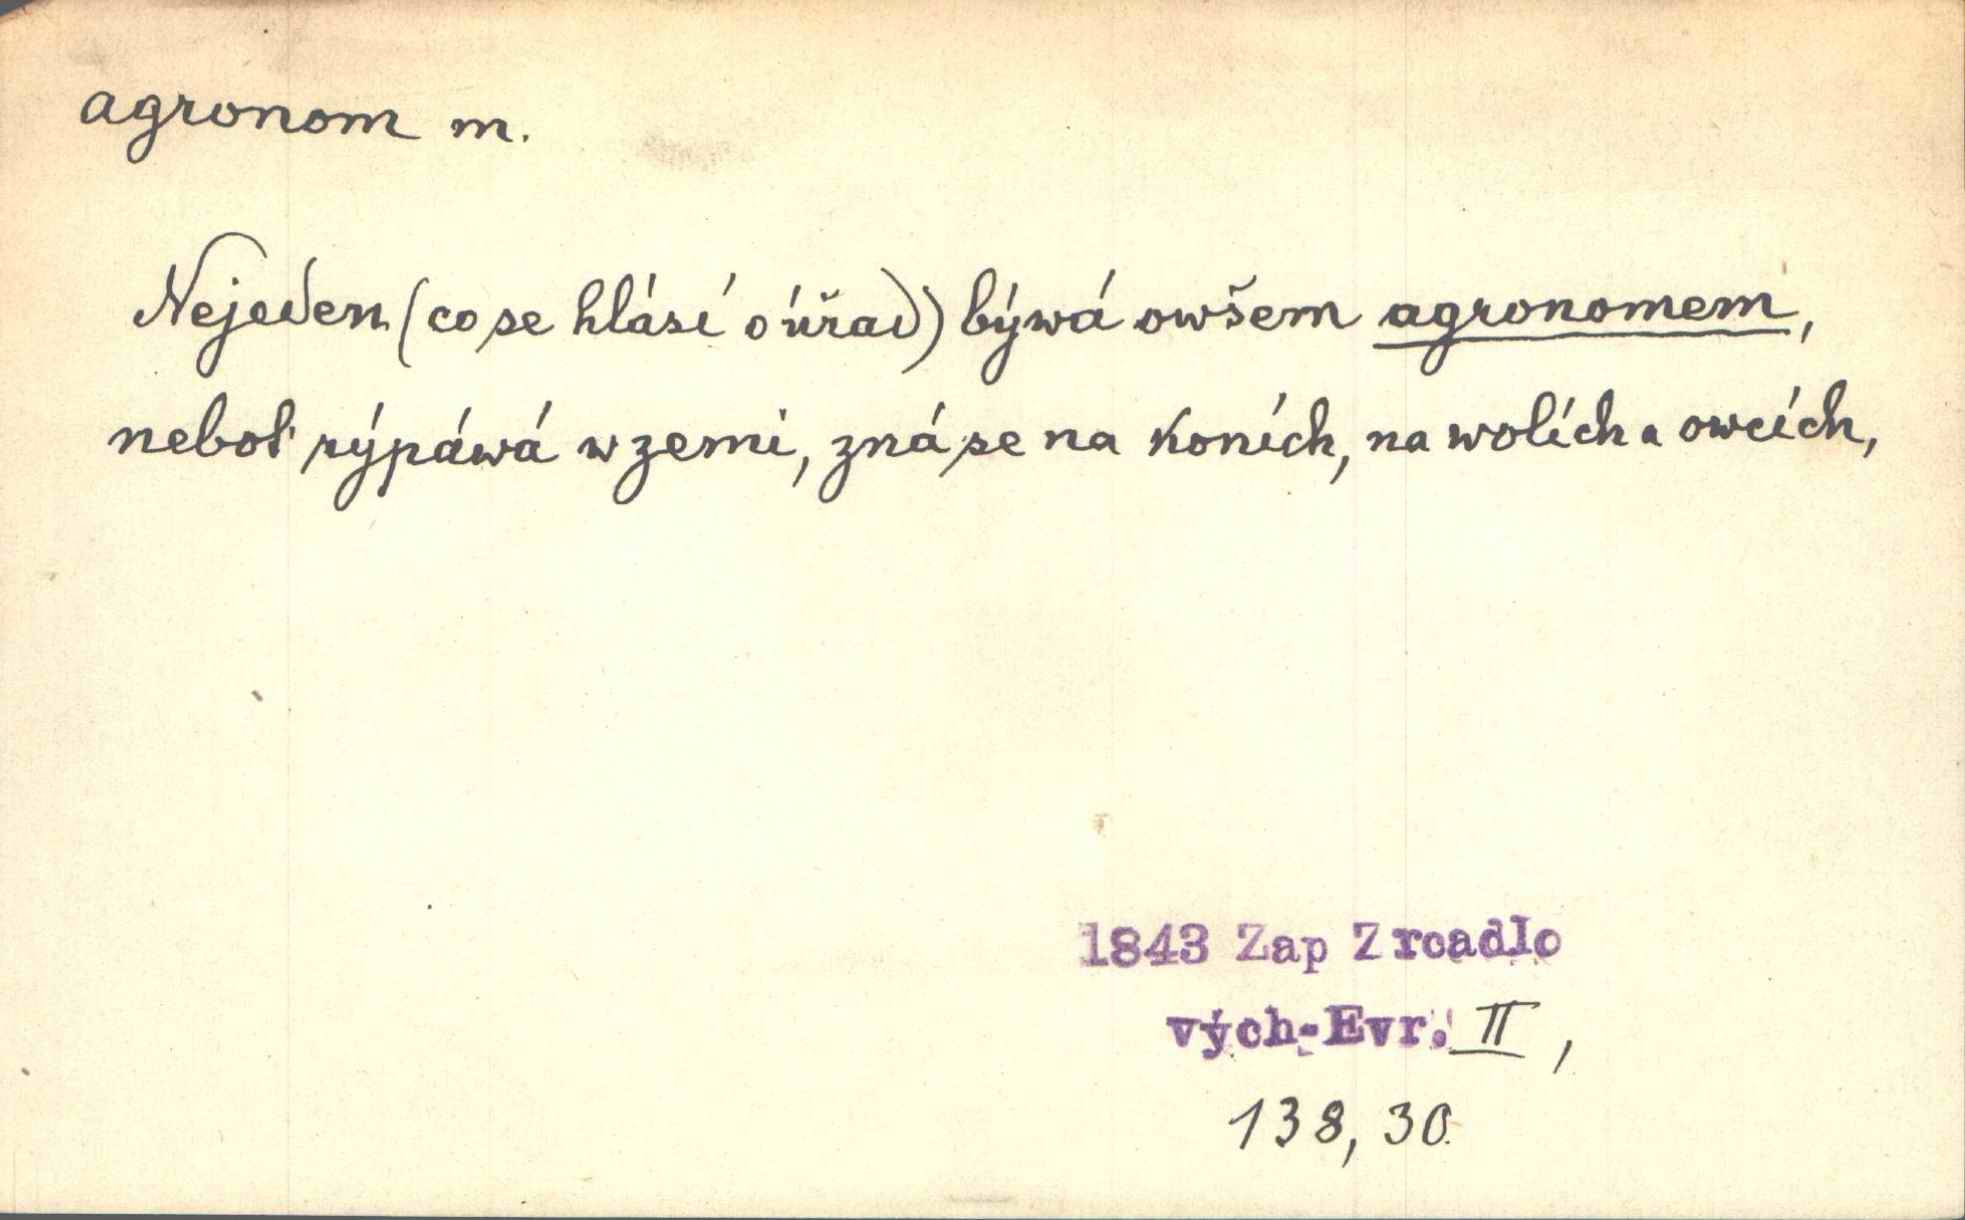 agronom m.
Nejeden (co se hlásí o úřad) býwá owšem agronomem,
neboť rýpáwá w zemi, zná se na koních, na wolích a owcích,
1843 Zap Zrcadlo
vých-Evr. II,
138, 30.